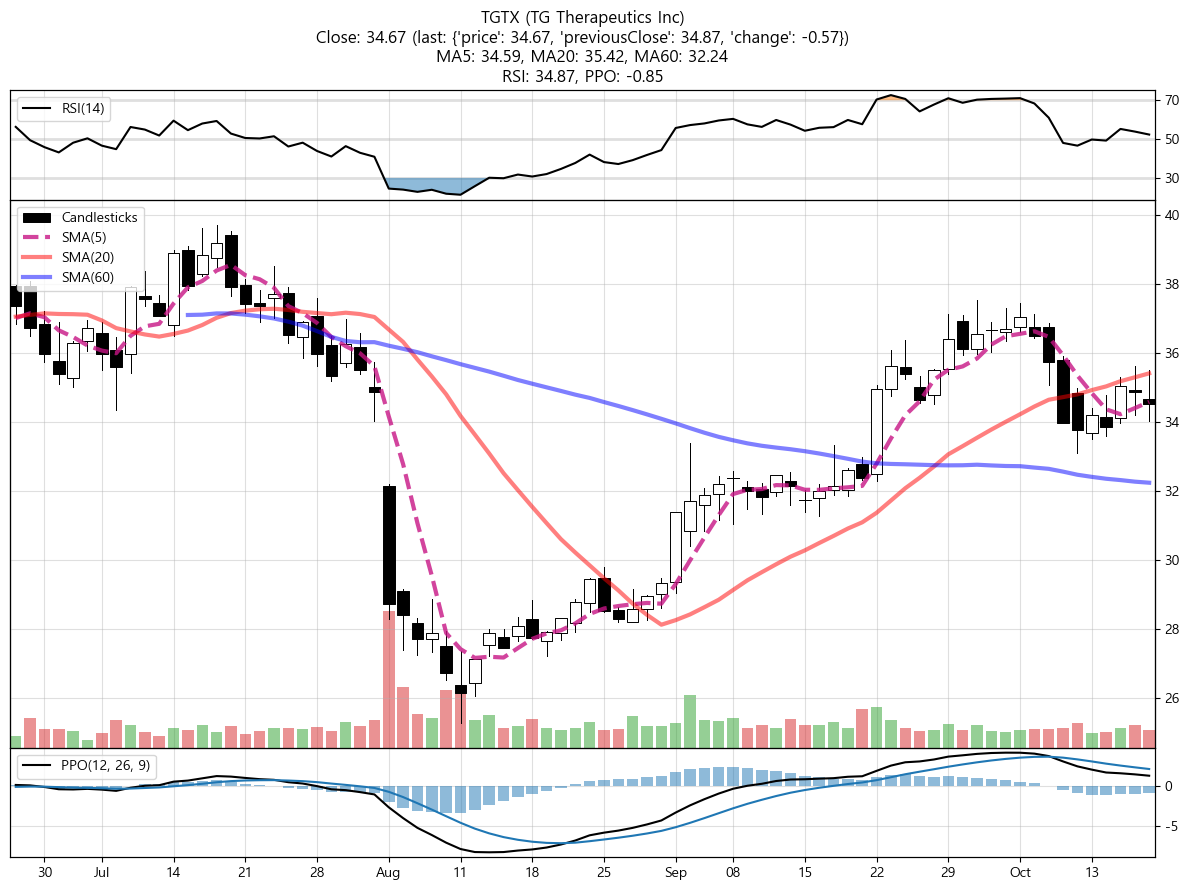 TGTX (TG Therapeutics Inc)
Close: 34.67 (last: {'price': 34.67, 'previousClose': 34.87, 'change': -0.57})
MA5: 34.59, MA20: 35.42, MA60: 32.24
RSI: 34.87, PPO: -0.85
RSI(14)
70
50
30
Candlesticks
SMA(5)
SMA(20)
SMA(60)
40
38
36
34
32
30
28
26
PPO(12, 26, 9)
0
-5
30 Jul 14 21 28 Aug 11 18 25 Sep 08 15 22 29 Oct 13